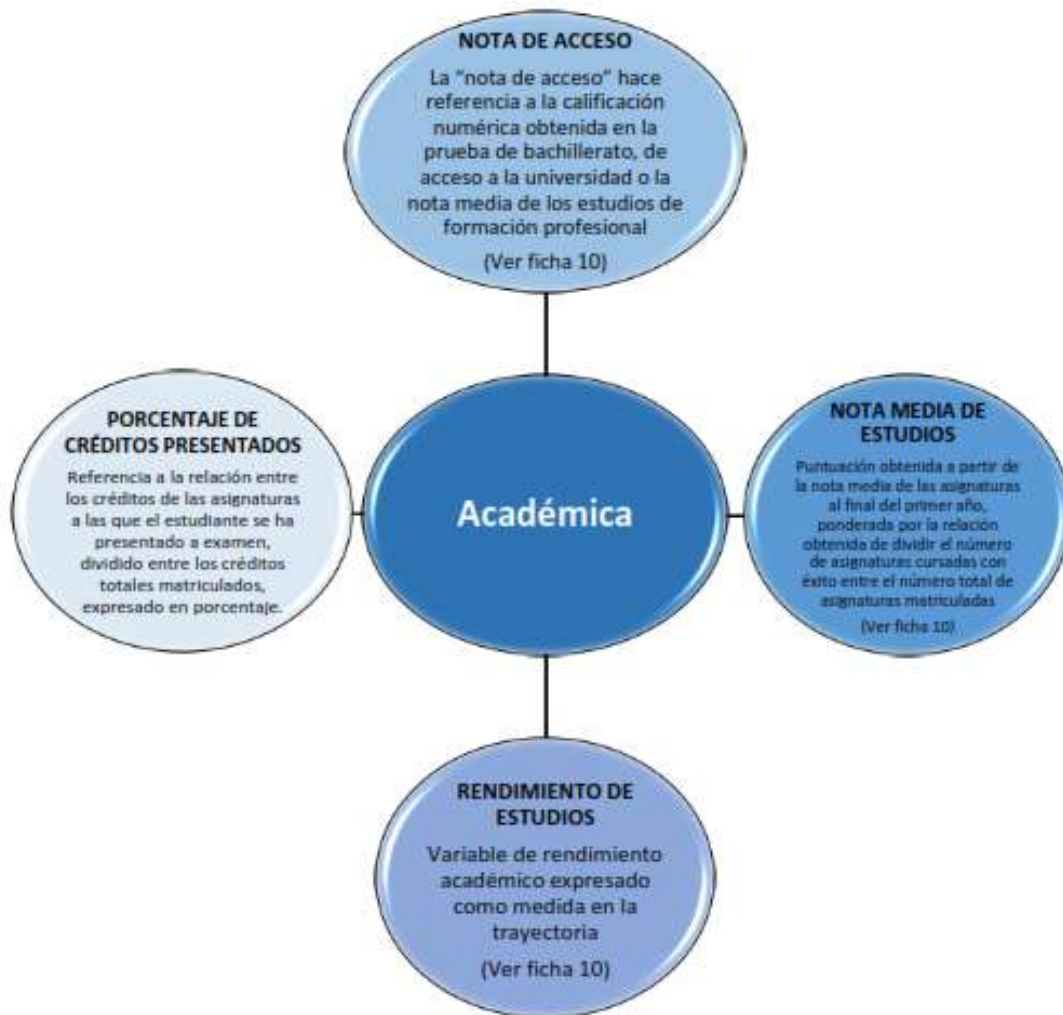 NOTA DE ACCESO
La "nota de acceso" hace
referencia a la calificación
numérica obtenida en la
prueba de bachillerato, de
acceso a la universidad o la
nota media de los estudios de
formación profesional
(Ver ficha 10)
PORCENTAJE DE
CRÉDITOS PRESENTADOS
Referencia a la relación entre
los créditos de las asignaturas
a las que el estudiante se ha
presentado a examen,
dividido entre los créditos
totales matriculados,
expresado en porcentaje.
Académica
NOTA MEDIA DE
ESTUDIOS
Puntuación obtenida a partir de
la nota media de las asignaturas
al final del primer año,
ponderada por la relación
obtenida de dividir el número
de asignaturas cursadas con
éxito entre el número total de
asignaturas matriculadas
(Ver ficha 10)
RENDIMIENTO DE
ESTUDIOS
Variable de rendimiento
académico expresado
como medida en la
trayectoria
(Ver ficha 10)